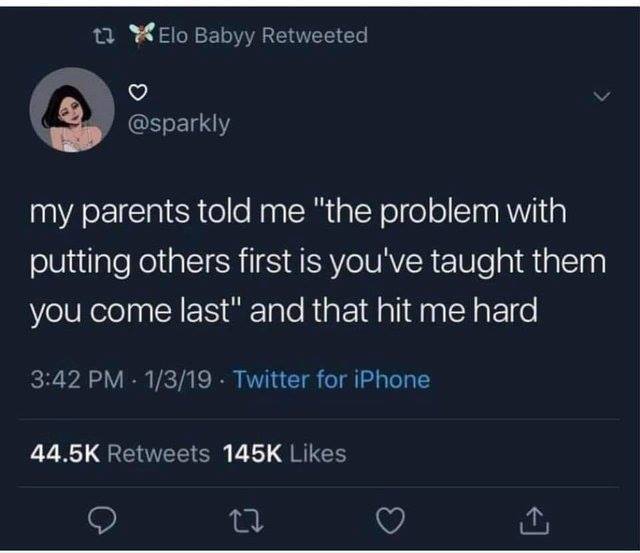 Elo Babyy Retweeted
@sparkly
my parents told me "the problem with
putting others first is you've taught them
you come last" and that hit me hard
3:42 PM · 1/3/19 · Twitter for iPhone
44.5K Retweets 145K Likes